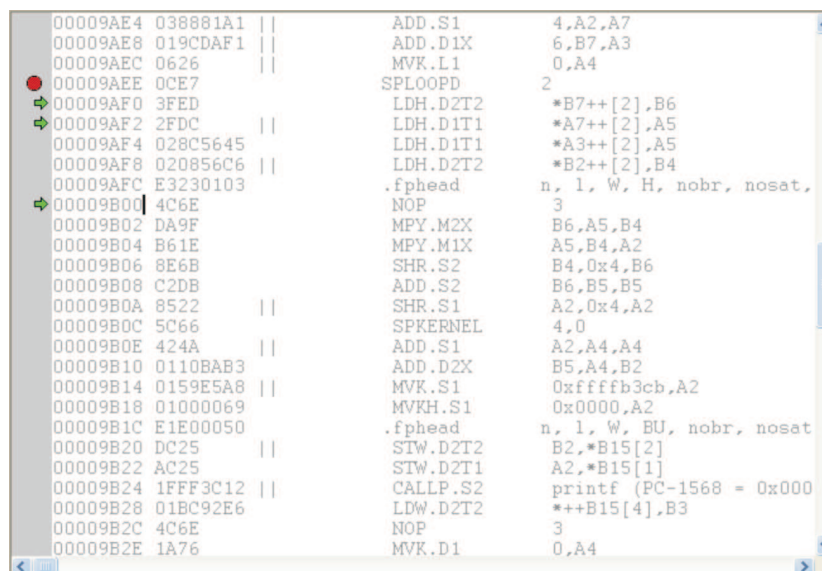 00009AE4 038881A1 || ADD.S1 4,A2,A7
00009AE8 019CDAF1 || ADD.D1X 6,B7,A3
00009AEC 0626 || MVK.L1 0,A4
00009AEE 0CE7 SPLOOPD 2
00009AF0 3FED LDH.D2T2 *B7++[2],B6
00009AF2 2FDC || LDH.D1T1 *A7++[2],A5
00009AF4 028C5645 LDH.D1T1 *A3++[2],A5
00009AF8 020856C6 || LDH.D2T2 *B2++[2],B4
00009AFC E3230103 .fphead n, l, W, H, nobr, nosat,
00009B00 4C6E NOP 3
00009B02 DA9F MPY.M2X B6,A5,B4
00009B04 B61E MPY.M1X A5,B4,A2
00009B06 8E6B SHR.S2 B4,0x4,B6
00009B08 C2DB ADD.S2 B6,B5,B5
00009B0A 8522 || SHR.S1 A2,0x4,A2
00009B0C 5C66 SPKERNEL 4,0
00009B0E 424A || ADD.S1 A2,A4,A4
00009B10 0110BAB3 ADD.D2X B5,A4,B2
00009B14 0159E5A8 || MVK.S1 0xffffb3cb,A2
00009B18 01000069 MVKH.S1 0x0000,A2
00009B1C E1E00050 .fphead n, l, W, BU, nobr, nosat
00009B20 DC25 || STW.D2T2 B2,*B15[2]
00009B22 AC25 STW.D2T1 A2,*B15[1]
00009B24 1FFF3C12 || CALLP.S2 printf (PC-1568 = 0x000
00009B28 01BC92E6 LDW.D2T2 *++B15[4],B3
00009B2C 4C6E NOP 3
00009B2E 1A76 MVK.D1 0,A4